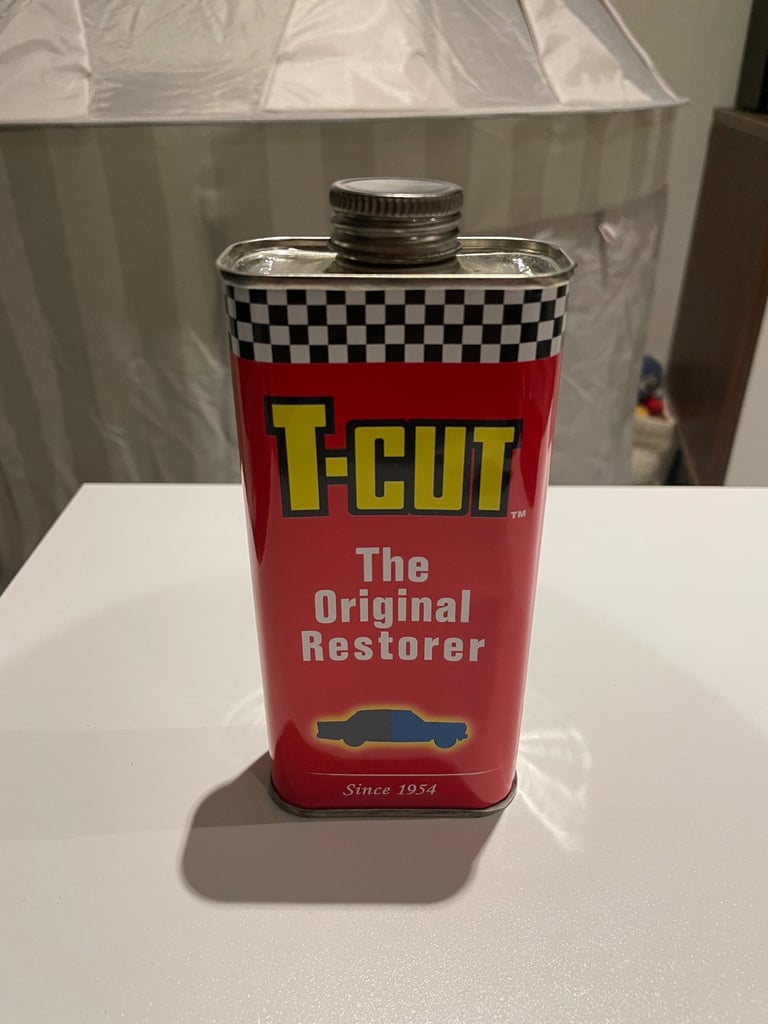 T-CUT™
The
Original
Restorer
Since 1954